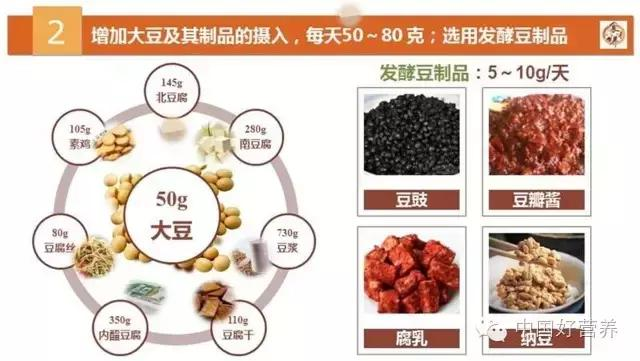 2
增加大豆及其制品的摄入，每天50～80克；选用发酵豆制品
145g
北豆腐
105g
素鸡
280g
南豆腐
50g
大豆
80g
豆腐丝
730g
豆浆
350g
内酯豆腐
110g
豆腐干
发酵豆制品：5～10g/天
豆豉
豆瓣酱
腐乳
纳豆
中国好营养